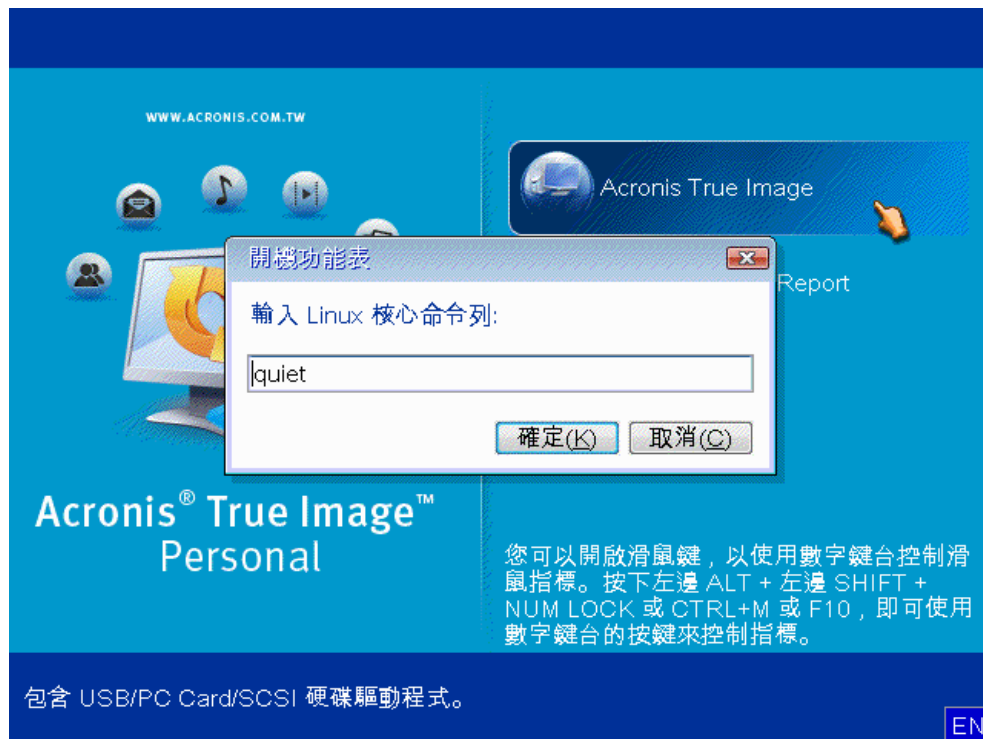 WWW.ACRONIS.COM.TW
Acronis True Image
Report
開機功能表
輸入 Linux 核心命令列:
quiet
確定(K)
取消(C)
Acronis® True Image™
Personal
您可以開啟滑鼠鍵，以使用數字鍵台控制滑
鼠指標。按下左邊 ALT + 左邊 SHIFT +
NUM LOCK 或 CTRL+M 或 F10，即可使用
數字鍵台的按鍵來控制指標。
包含 USB/PC Card/SCSI 硬碟驅動程式。
EN